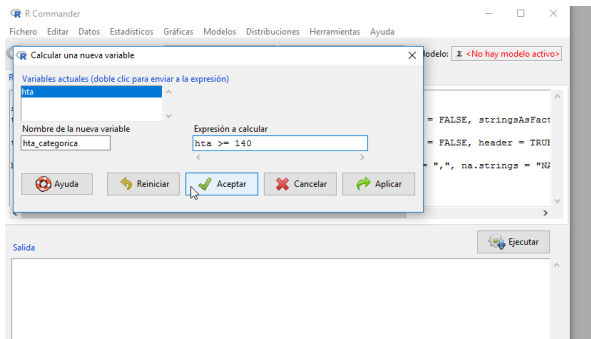 R Commander
Fichero Editar Datos Estadísticos Gráficas Modelos Distribuciones Herramientas Ayuda
Calcular una nueva variable
Modelo: Σ <No hay modelo activo>
Variables actuales (doble clic para enviar a la expresión)
hta
Nombre de la nueva variable Expresión a calcular
hta_categorica hta >= 140
= FALSE, stringsAsFact
= FALSE, header = TRUE
= ",", na.strings = "NA
Ayuda Reiniciar Aceptar Cancelar Aplicar
Salida Ejecutar